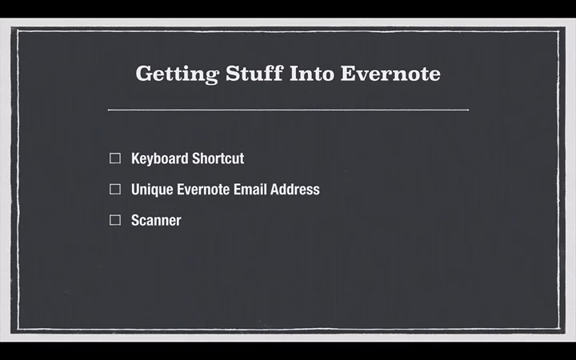 Getting Stuff Into Evernote
Keyboard Shortcut
Unique Evernote Email Address
Scanner